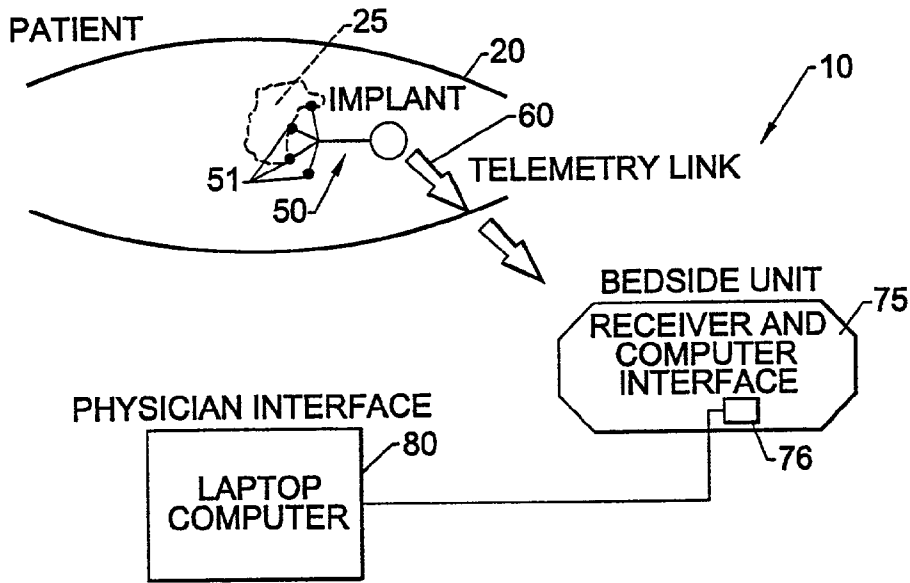 PATIENT
25
20
10
IMPLANT
60
51
50
TELEMETRY LINK
BEDSIDE UNIT
75
RECEIVER AND
COMPUTER
INTERFACE
76
PHYSICIAN INTERFACE
80
LAPTOP
COMPUTER